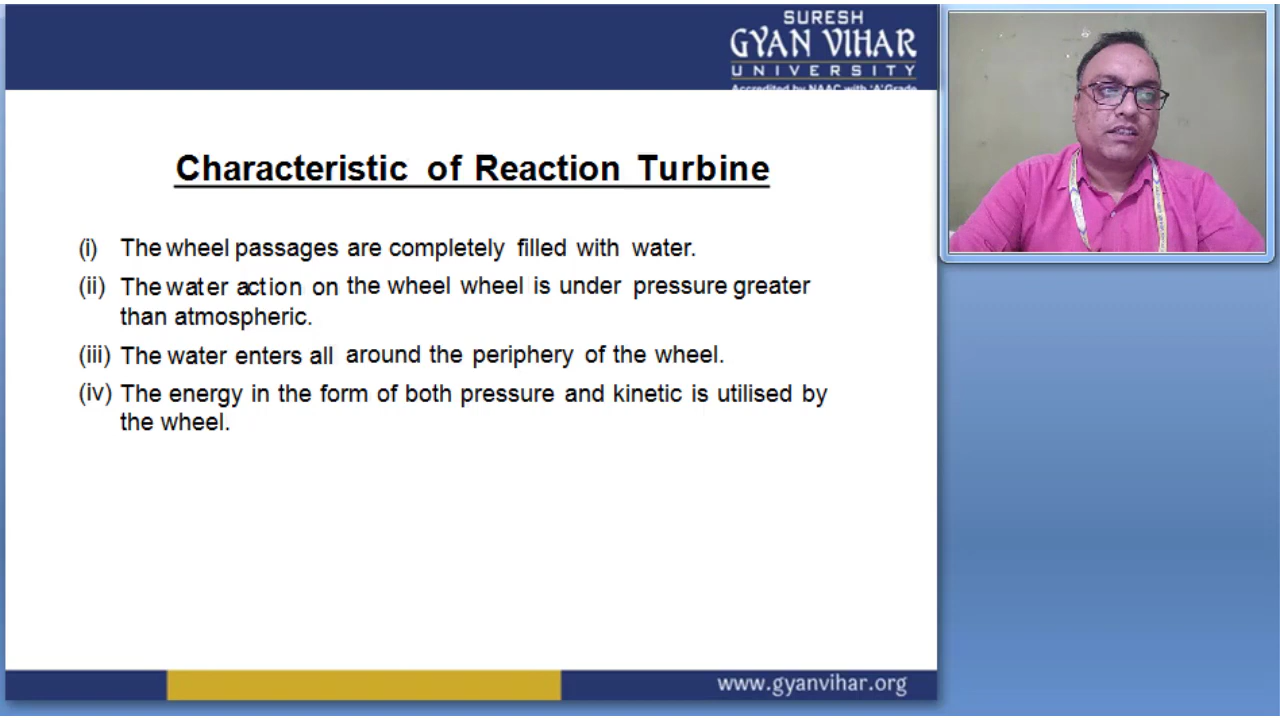 SURESH
GYAN VIHAR
UNIVERSITY
Accredited by NAAC with 'A' Grade
Characteristic of Reaction Turbine
(i) The wheel passages are completely filled with water.
(ii) The water action on the wheel wheel is under pressure greater
than atmospheric.
(iii) The water enters all around the periphery of the wheel.
(iv) The energy in the form of both pressure and kinetic is utilised by
the wheel.
www.gyanvihar.org